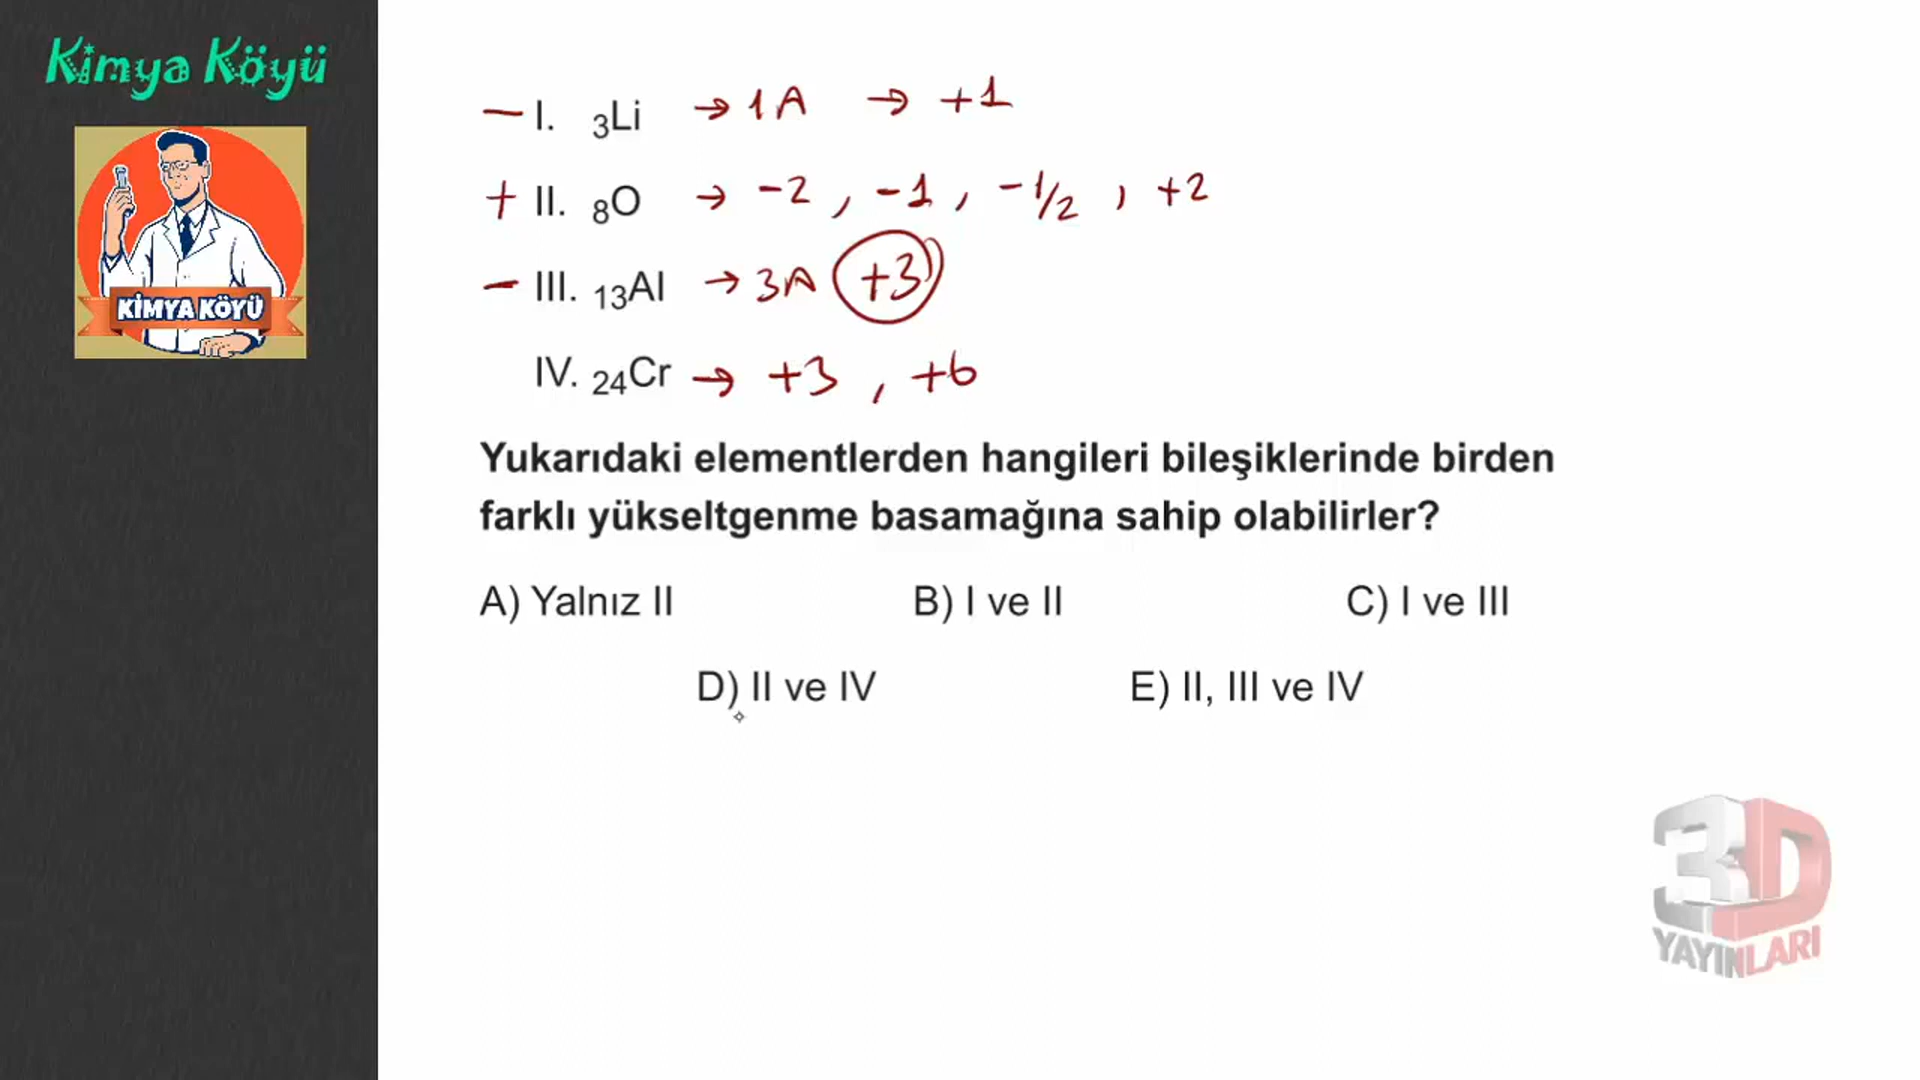 Kimya Köyü
KİMYA KÖYÜ
— I. ₃Li → 1A → +1
+ II. ₈O → -2 , -1 , -1/2 , +2
— III. ₁₃Al → 3A +3
IV. ₂₄Cr → +3 , +6
Yukarıdaki elementlerden hangileri bileşiklerinde birden
farklı yükseltgenme basamağına sahip olabilirler?
A) Yalnız II B) I ve II C) I ve III
D) II ve IV E) II, III ve IV
3D
YAYINLARI